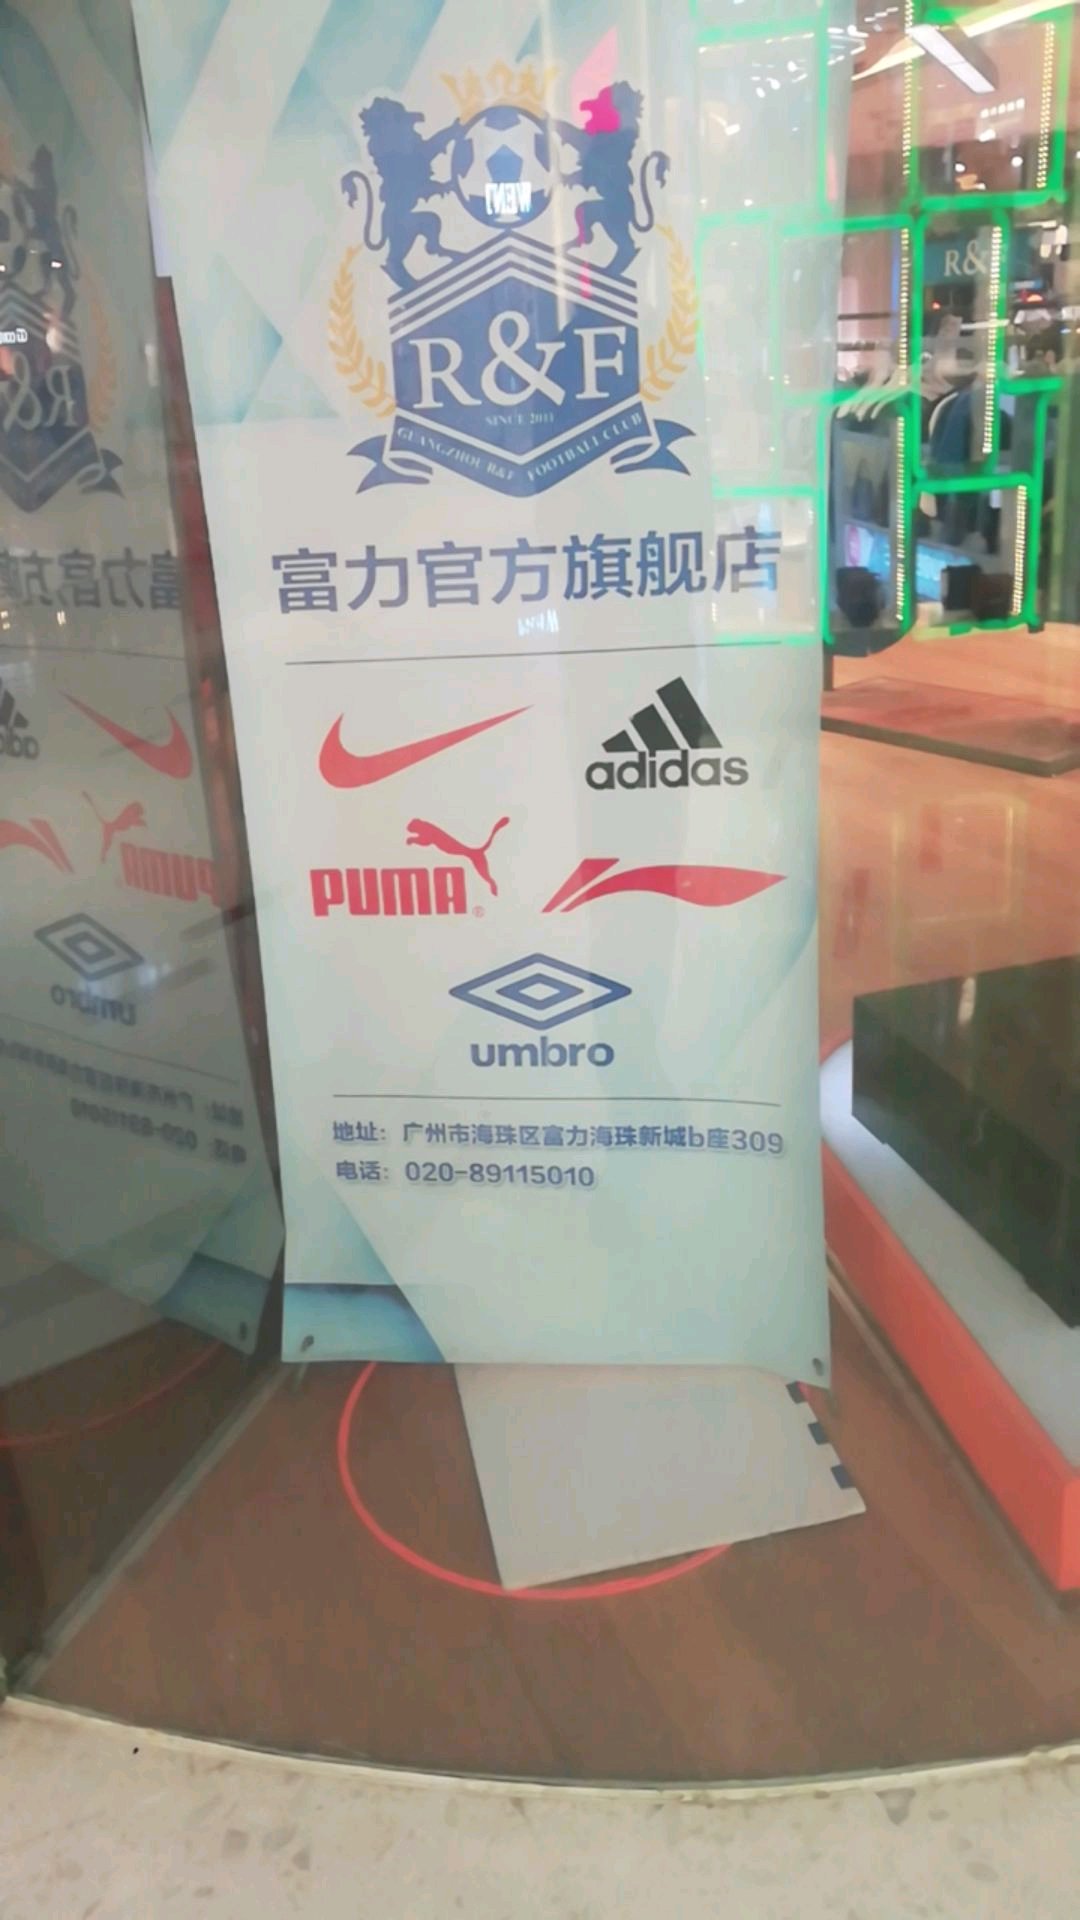 R&F
SINCE 2011
GUANGZHOU R&F FOOTBALL CLUB
富力官方旗舰店
adidas
PUMA®
umbro
地址：广州市海珠区富力海珠新城b座309
电话：020-89115010
R&